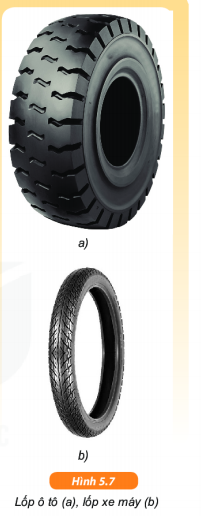 a)
b)
Hình 5.7
Lốp ô tô (a), lốp xe máy (b)